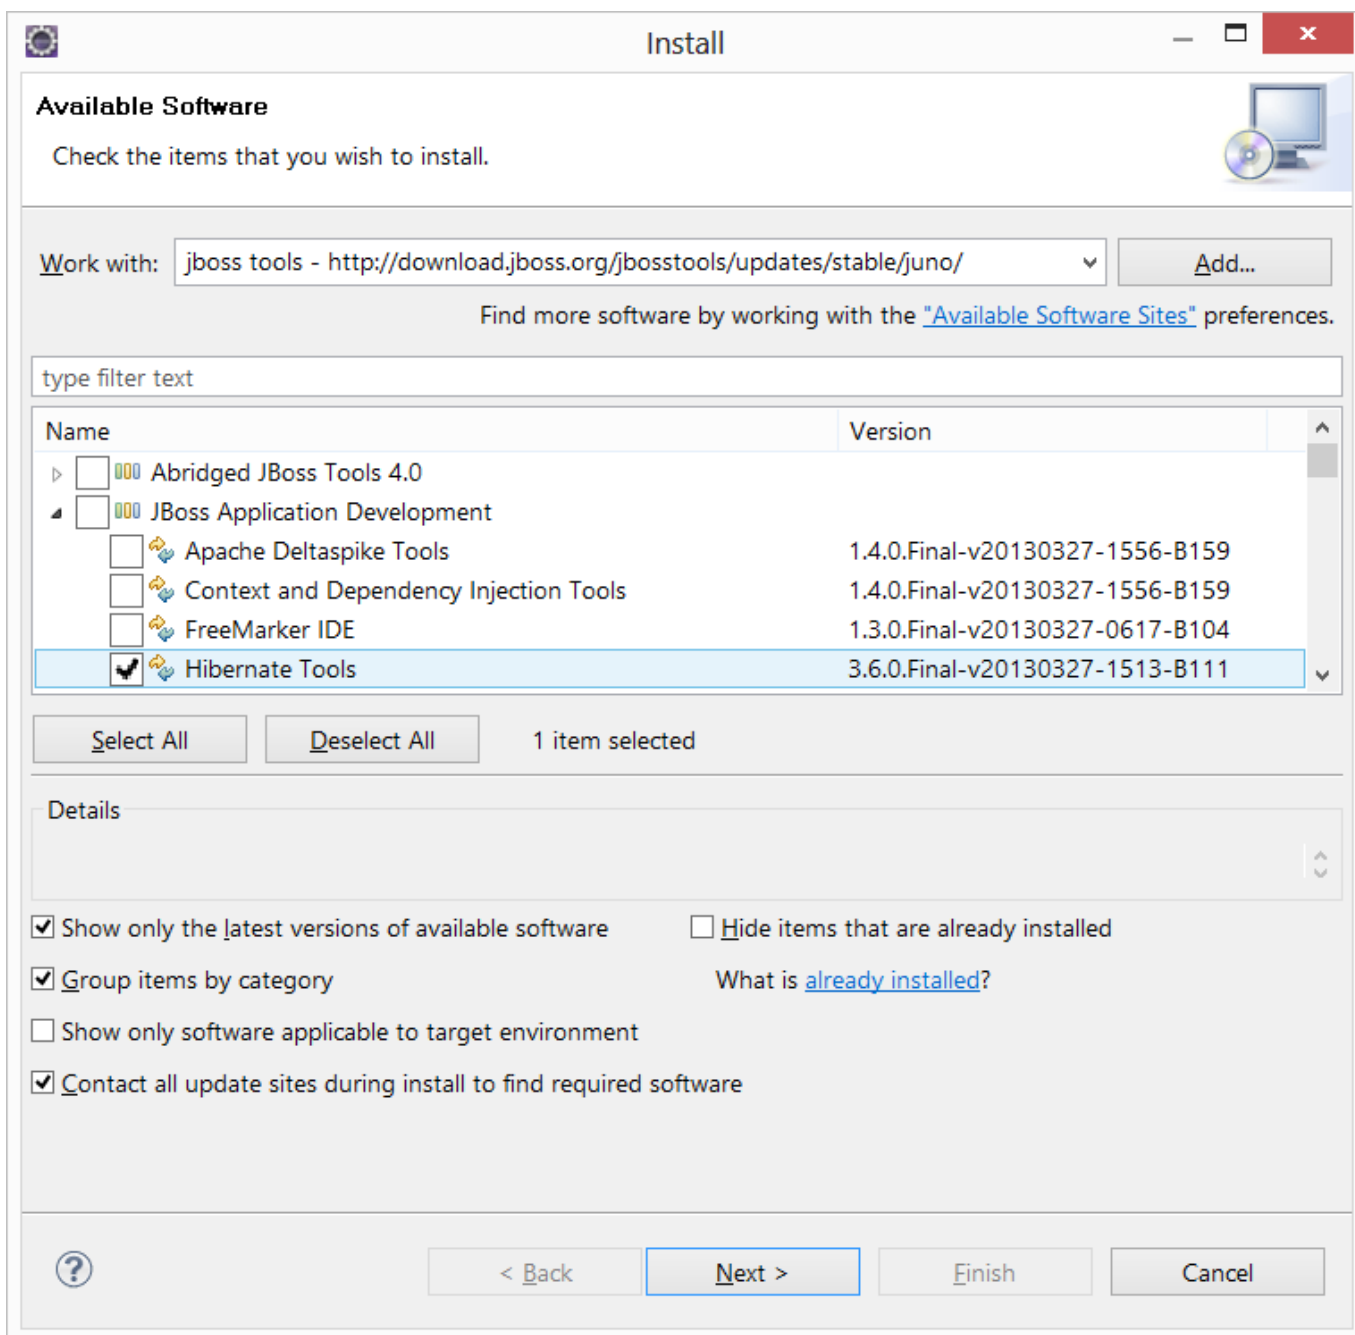 Install
Available Software
Check the items that you wish to install.
Work with: jboss tools - http://download.jboss.org/jbosstools/updates/stable/juno/ Add...
Find more software by working with the "Available Software Sites" preferences.
type filter text
Name Version
Abridged JBoss Tools 4.0
JBoss Application Development
Apache Deltaspike Tools 1.4.0.Final-v20130327-1556-B159
Context and Dependency Injection Tools 1.4.0.Final-v20130327-1556-B159
FreeMarker IDE 1.3.0.Final-v20130327-0617-B104
Hibernate Tools 3.6.0.Final-v20130327-1513-B111
Select All Deselect All 1 item selected
Details
Show only the latest versions of available software Hide items that are already installed
Group items by category What is already installed?
Show only software applicable to target environment
Contact all update sites during install to find required software
? < Back Next > Finish Cancel